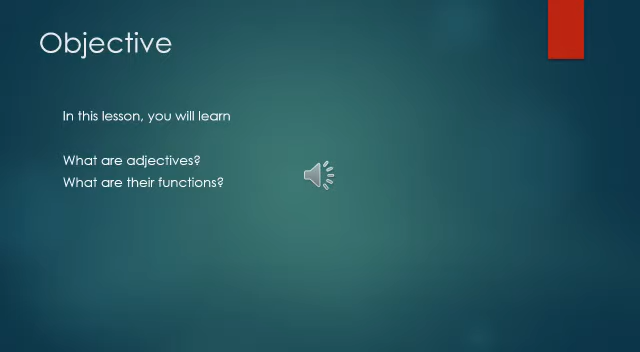 Objective
In this lesson, you will learn
What are adjectives?
What are their functions?